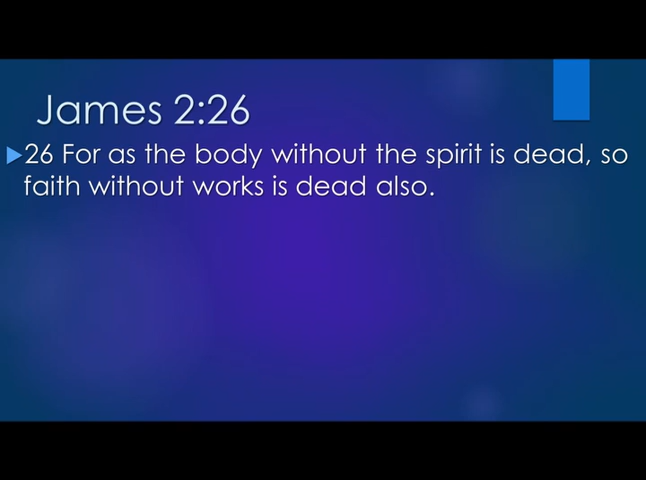 James 2:26
26 For as the body without the spirit is dead, so
faith without works is dead also.